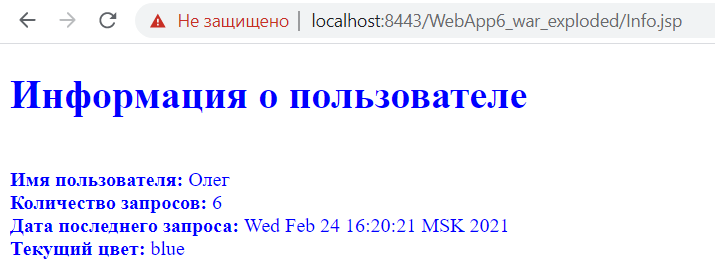 Не защищено | localhost:8443/WebApp6_war_exploded/Info.jsp
Информация о пользователе
Имя пользователя: Олег
Количество запросов: 6
Дата последнего запроса: Wed Feb 24 16:20:21 MSK 2021
Текущий цвет: blue